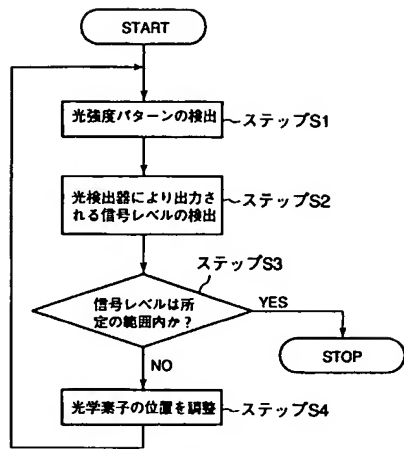 START
光強度パターンの検出
ステップS1
光検出器により出力さ
れる信号レベルの検出
ステップS2
ステップS3
信号レベルは所
定の範囲内か？
YES
STOP
NO
光学素子の位置を調整
ステップS4